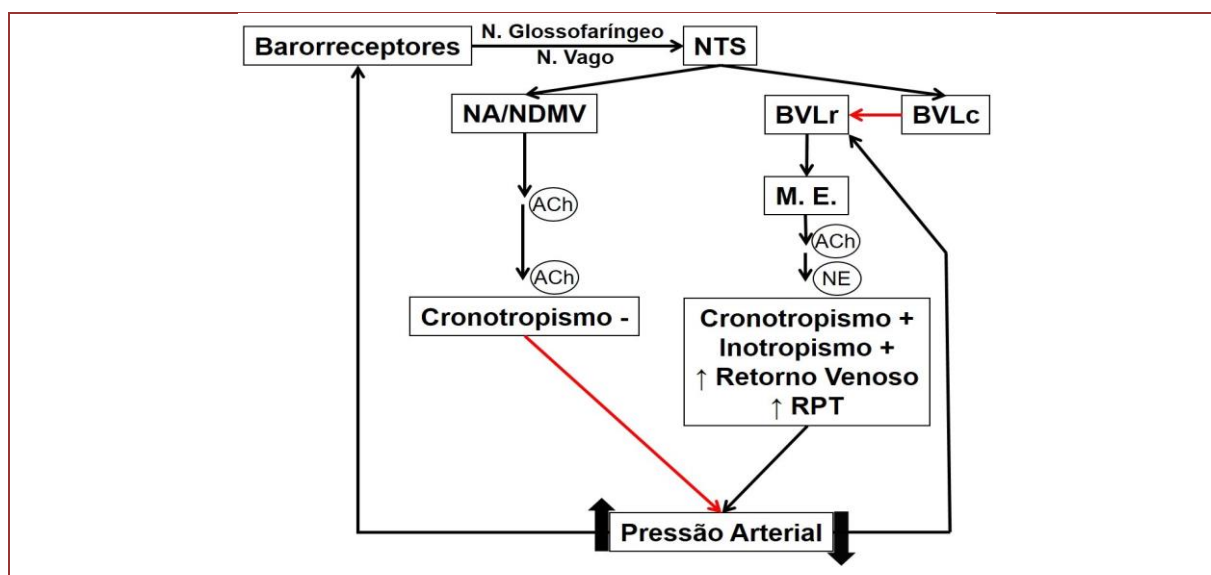 N. Glossofaríngeo
Barorreceptores
NTS
N. Vago
NA/NDMV
BVLr
BVLc
M. E.
ACh
ACh
ACh
NE
Cronotropismo -
Cronotropismo +
Inotropismo +
↑ Retorno Venoso
↑ RPT
Pressão Arterial